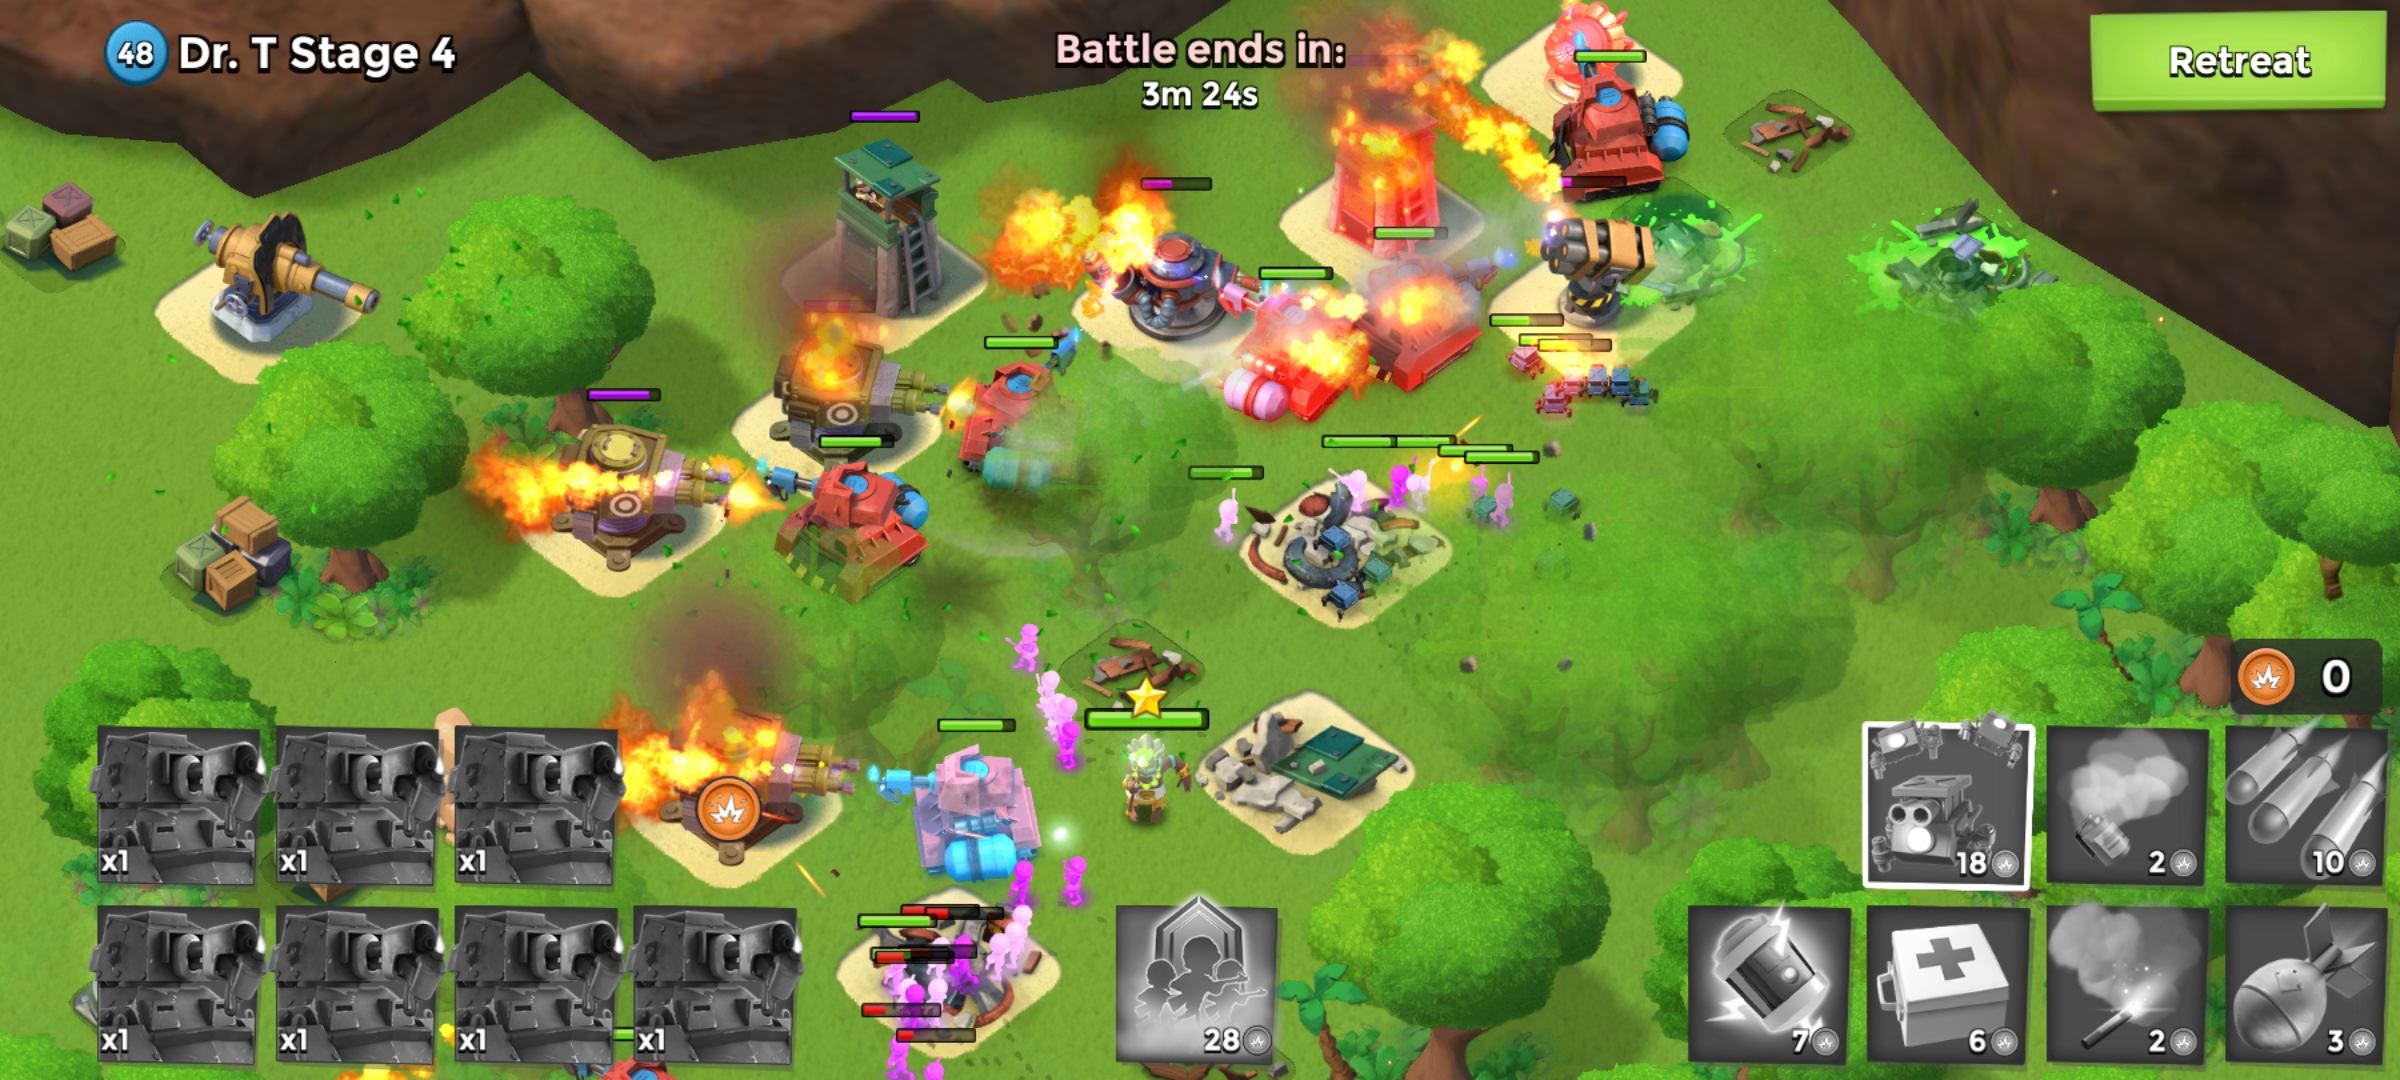 48 Dr. T Stage 4
Battle ends in:
3m 24s
Retreat
0
x1 x1 x1
18 2 10
x1 x1 x1 x1
28 7 6 2 3